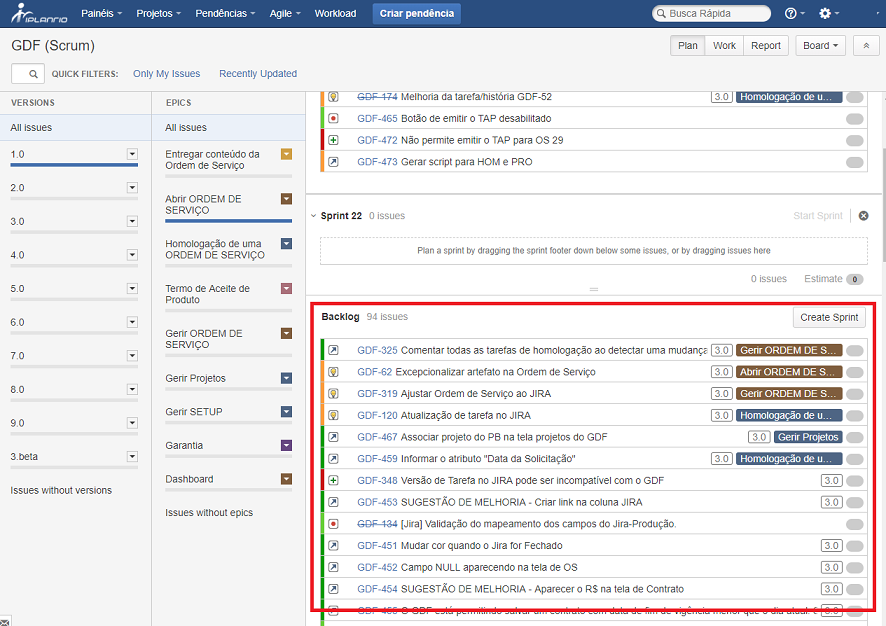 IPLANRIO Painéis Projetos Pendências Agile Workload Criar pendência Busca Rápida
GDF (Scrum)
Plan Work Report Board
QUICK FILTERS: Only My Issues Recently Updated
VERSIONS
All issues
1.0
2.0
3.0
4.0
5.0
6.0
7.0
8.0
9.0
3.beta
Issues without versions
EPICS
All issues
Entregar conteúdo da
Ordem de Serviço
Abrir ORDEM DE
SERVIÇO
Homologação de uma
ORDEM DE SERVIÇO
Termo de Aceite de
Produto
Gerir ORDEM DE
SERVIÇO
Gerir Projetos
Gerir SETUP
Garantia
Dashboard
Issues without epics
GDF-174 Melhoria da tarefa/história GDF-52 3.0 Homologação de u...
GDF-465 Botão de emitir o TAP desabilitado
GDF-472 Não permite emitir o TAP para OS 29
GDF-473 Gerar script para HOM e PRO
Sprint 22 0 issues Start Sprint
Plan a sprint by dragging the sprint footer down below some issues, or by dragging issues here
0 issues Estimate 0
Backlog 94 issues Create Sprint
GDF-325 Comentar todas as tarefas de homologação ao detectar uma mudança 3.0 Gerir ORDEM DE S...
GDF-62 Excepcionalizar artefato na Ordem de Serviço 3.0 Abrir ORDEM DE S...
GDF-319 Ajustar Ordem de Serviço ao JIRA 3.0 Gerir ORDEM DE S...
GDF-120 Atualização de tarefa no JIRA 3.0 Homologação de u...
GDF-467 Associar projeto do PB na tela projetos do GDF 3.0 Gerir Projetos
GDF-459 Informar o atributo "Data da Solicitação" 3.0 Homologação de u...
GDF-348 Versão de Tarefa no JIRA pode ser incompatível com o GDF 3.0
GDF-453 SUGESTÃO DE MELHORIA - Criar link na coluna JIRA 3.0
GDF-134 [Jira] Validação do mapeamento dos campos do Jira-Produção.
GDF-451 Mudar cor quando o Jira for Fechado 3.0
GDF-452 Campo NULL aparecendo na tela de OS 3.0
GDF-454 SUGESTÃO DE MELHORIA - Aparecer o R$ na tela de Contrato 3.0
O GDF está permitindo salvar um contrato com data de fim de vigência menor que o dia atual. 3.0